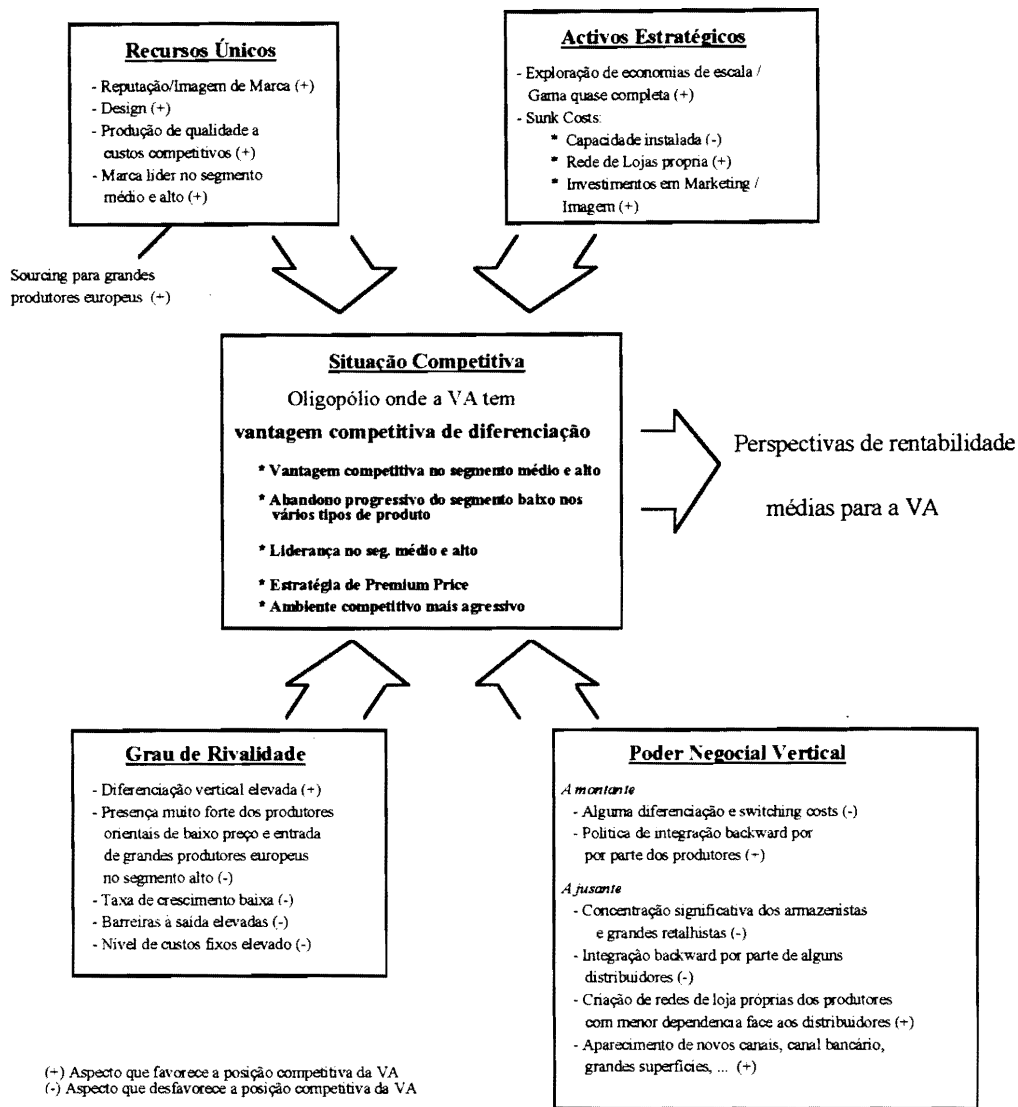 Recursos Únicos
- Reputação/Imagem de Marca (+)
- Design (+)
- Produção de qualidade a
custos competitivos (+)
- Marca lider no segmento
médio e alto (+)
Activos Estratégicos
- Exploração de economias de escala /
Gama quase completa (+)
- Sunk Costs:
* Capacidade instalada (-)
* Rede de Lojas propria (+)
* Investimentos em Marketing /
Imagem (+)
Sourcing para grandes
produtores europeus (+)
Situação Competitiva
Oligopólio onde a VA tem
vantagem competitiva de diferenciação
* Vantagem competitiva no segmento médio e alto
* Abandono progressivo do segmento baixo nos
vários tipos de produto
* Liderança no seg. médio e alto
* Estratégia de Premium Price
* Ambiente competitivo mais agressivo
Perspectivas de rentabilidade
médias para a VA
Grau de Rivalidade
- Diferenciação vertical elevada (+)
- Presença muito forte dos produtores
orientais de baixo preço e entrada
de grandes produtores europeus
no segmento alto (-)
- Taxa de crescimento baixa (-)
- Barreiras à saída elevadas (-)
- Nível de custos fixos elevado (-)
Poder Negocial Vertical
A montante
- Alguma diferenciação e switching costs (-)
- Politica de integração backward por
por parte dos produtores (+)
A jusante
- Concentração significativa dos armazenistas
e grandes retalhistas (-)
- Integração backward por parte de alguns
distribuidores (-)
- Criação de redes de loja próprias dos produtores
com menor dependencia face aos distribuidores (+)
- Aparecimento de novos canais, canal bancário,
grandes superfícies, ... (+)
(+) Aspecto que favorece a posição competitiva da VA
(-) Aspecto que desfavorece a posição competitiva da VA